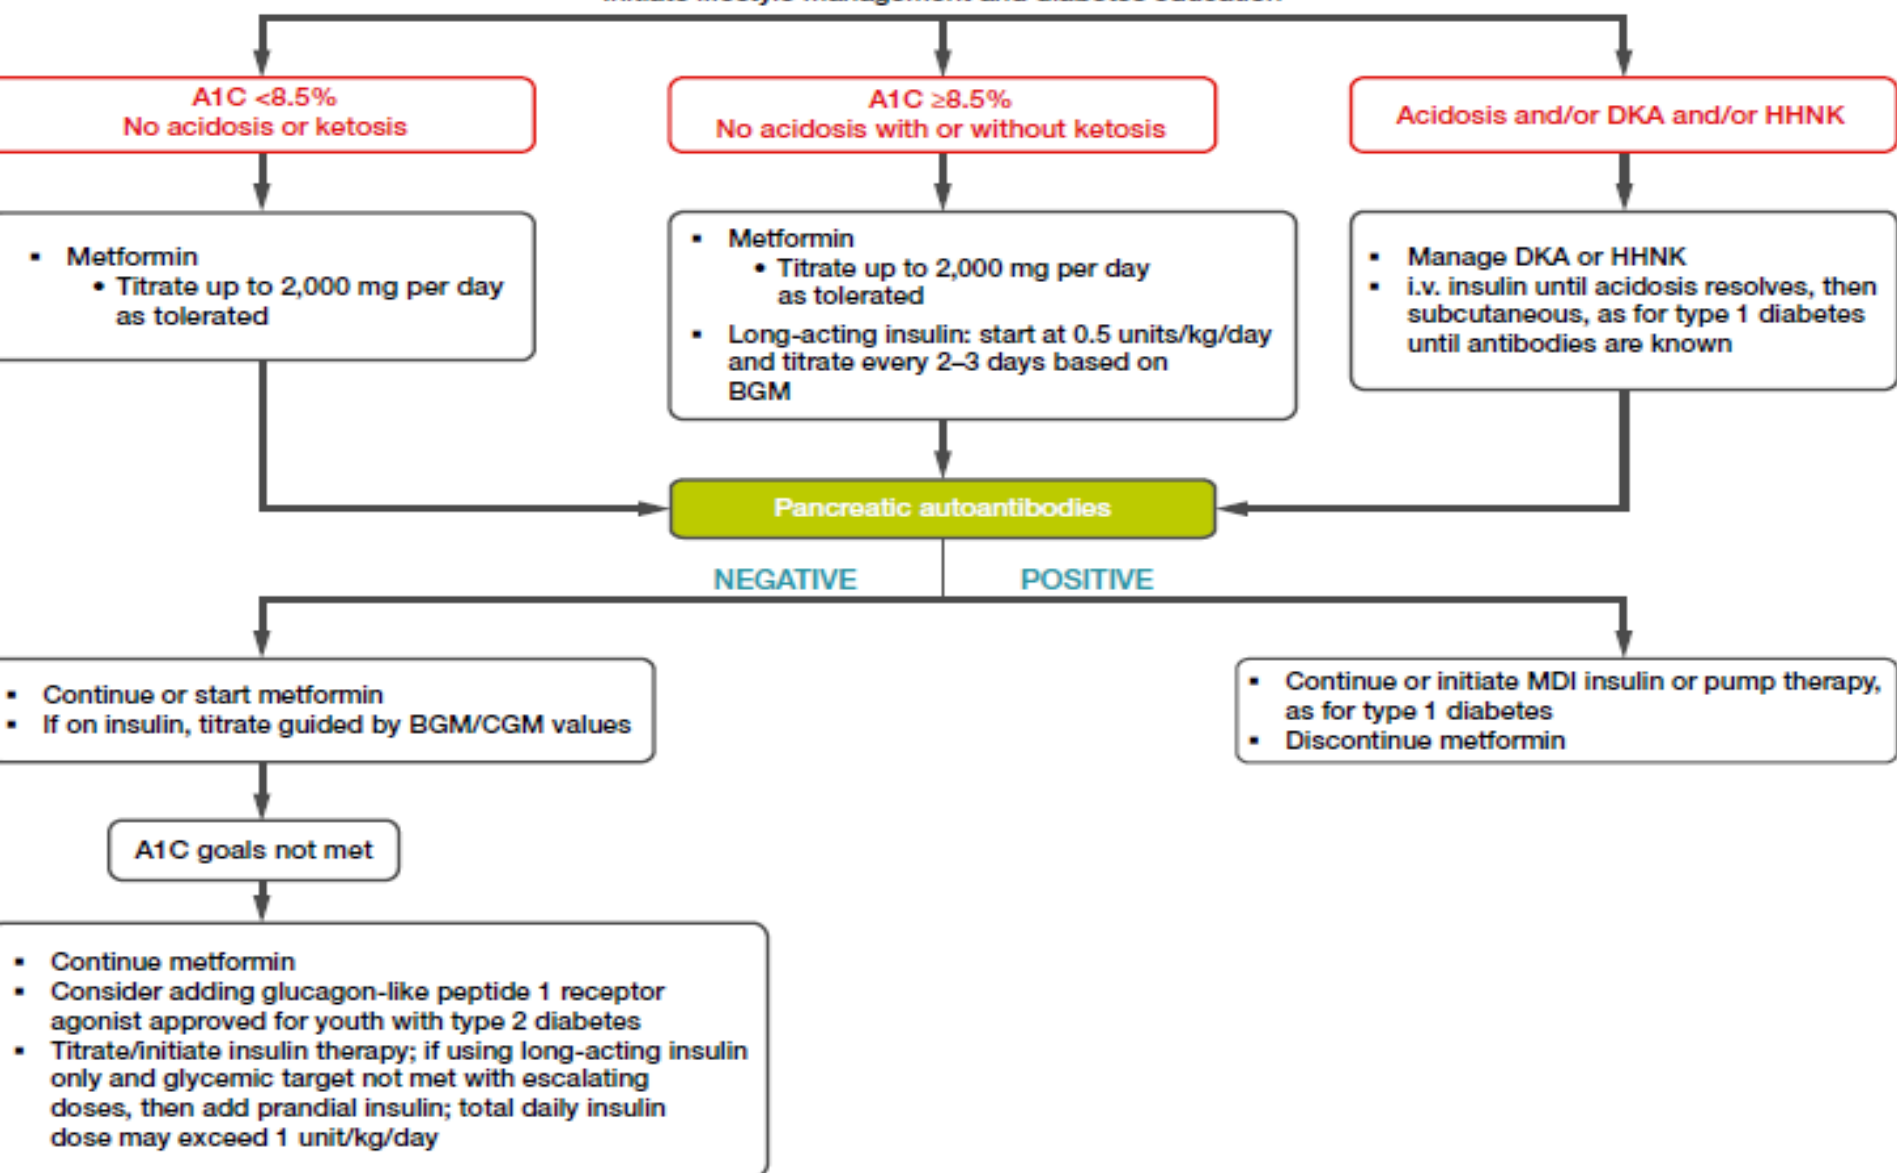 Initiate lifestyle management and diabetes education
A1C <8.5%
No acidosis or ketosis
A1C ≥8.5%
No acidosis with or without ketosis
Acidosis and/or DKA and/or HHNK
▪ Metformin
• Titrate up to 2,000 mg per day
as tolerated
▪ Metformin
• Titrate up to 2,000 mg per day
as tolerated
▪ Long-acting insulin: start at 0.5 units/kg/day
and titrate every 2–3 days based on
BGM
▪ Manage DKA or HHNK
▪ i.v. insulin until acidosis resolves, then
subcutaneous, as for type 1 diabetes
until antibodies are known
Pancreatic autoantibodies
NEGATIVE
POSITIVE
▪ Continue or start metformin
▪ If on insulin, titrate guided by BGM/CGM values
▪ Continue or initiate MDI insulin or pump therapy,
as for type 1 diabetes
▪ Discontinue metformin
A1C goals not met
▪ Continue metformin
▪ Consider adding glucagon-like peptide 1 receptor
agonist approved for youth with type 2 diabetes
▪ Titrate/initiate insulin therapy; if using long-acting insulin
only and glycemic target not met with escalating
doses, then add prandial insulin; total daily insulin
dose may exceed 1 unit/kg/day